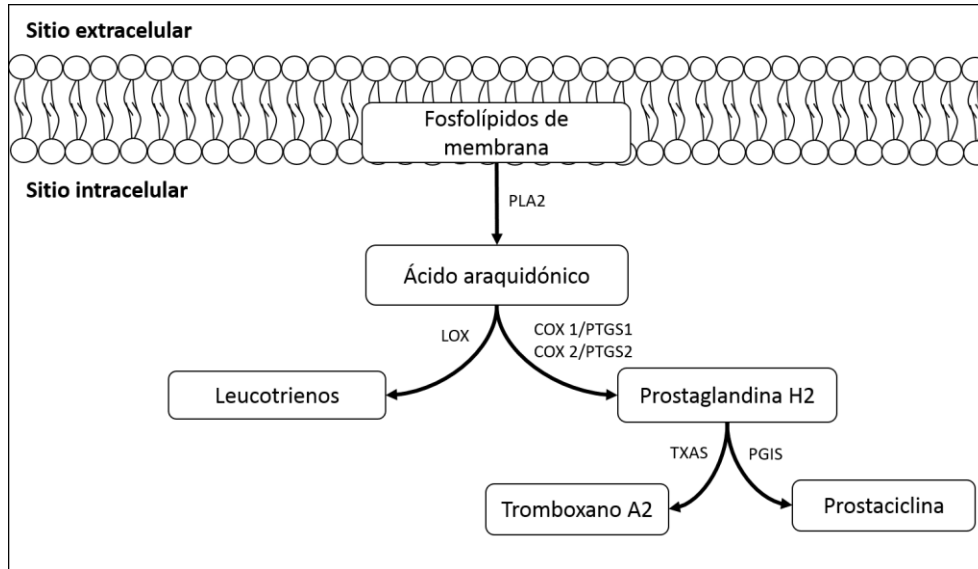 Sitio extracelular
Fosfolípidos de
membrana
Sitio intracelular
PLA2
Ácido araquidónico
LOX
COX 1/PTGS1
COX 2/PTGS2
Leucotrienos
Prostaglandina H2
TXAS
PGIS
Tromboxano A2
Prostaciclina